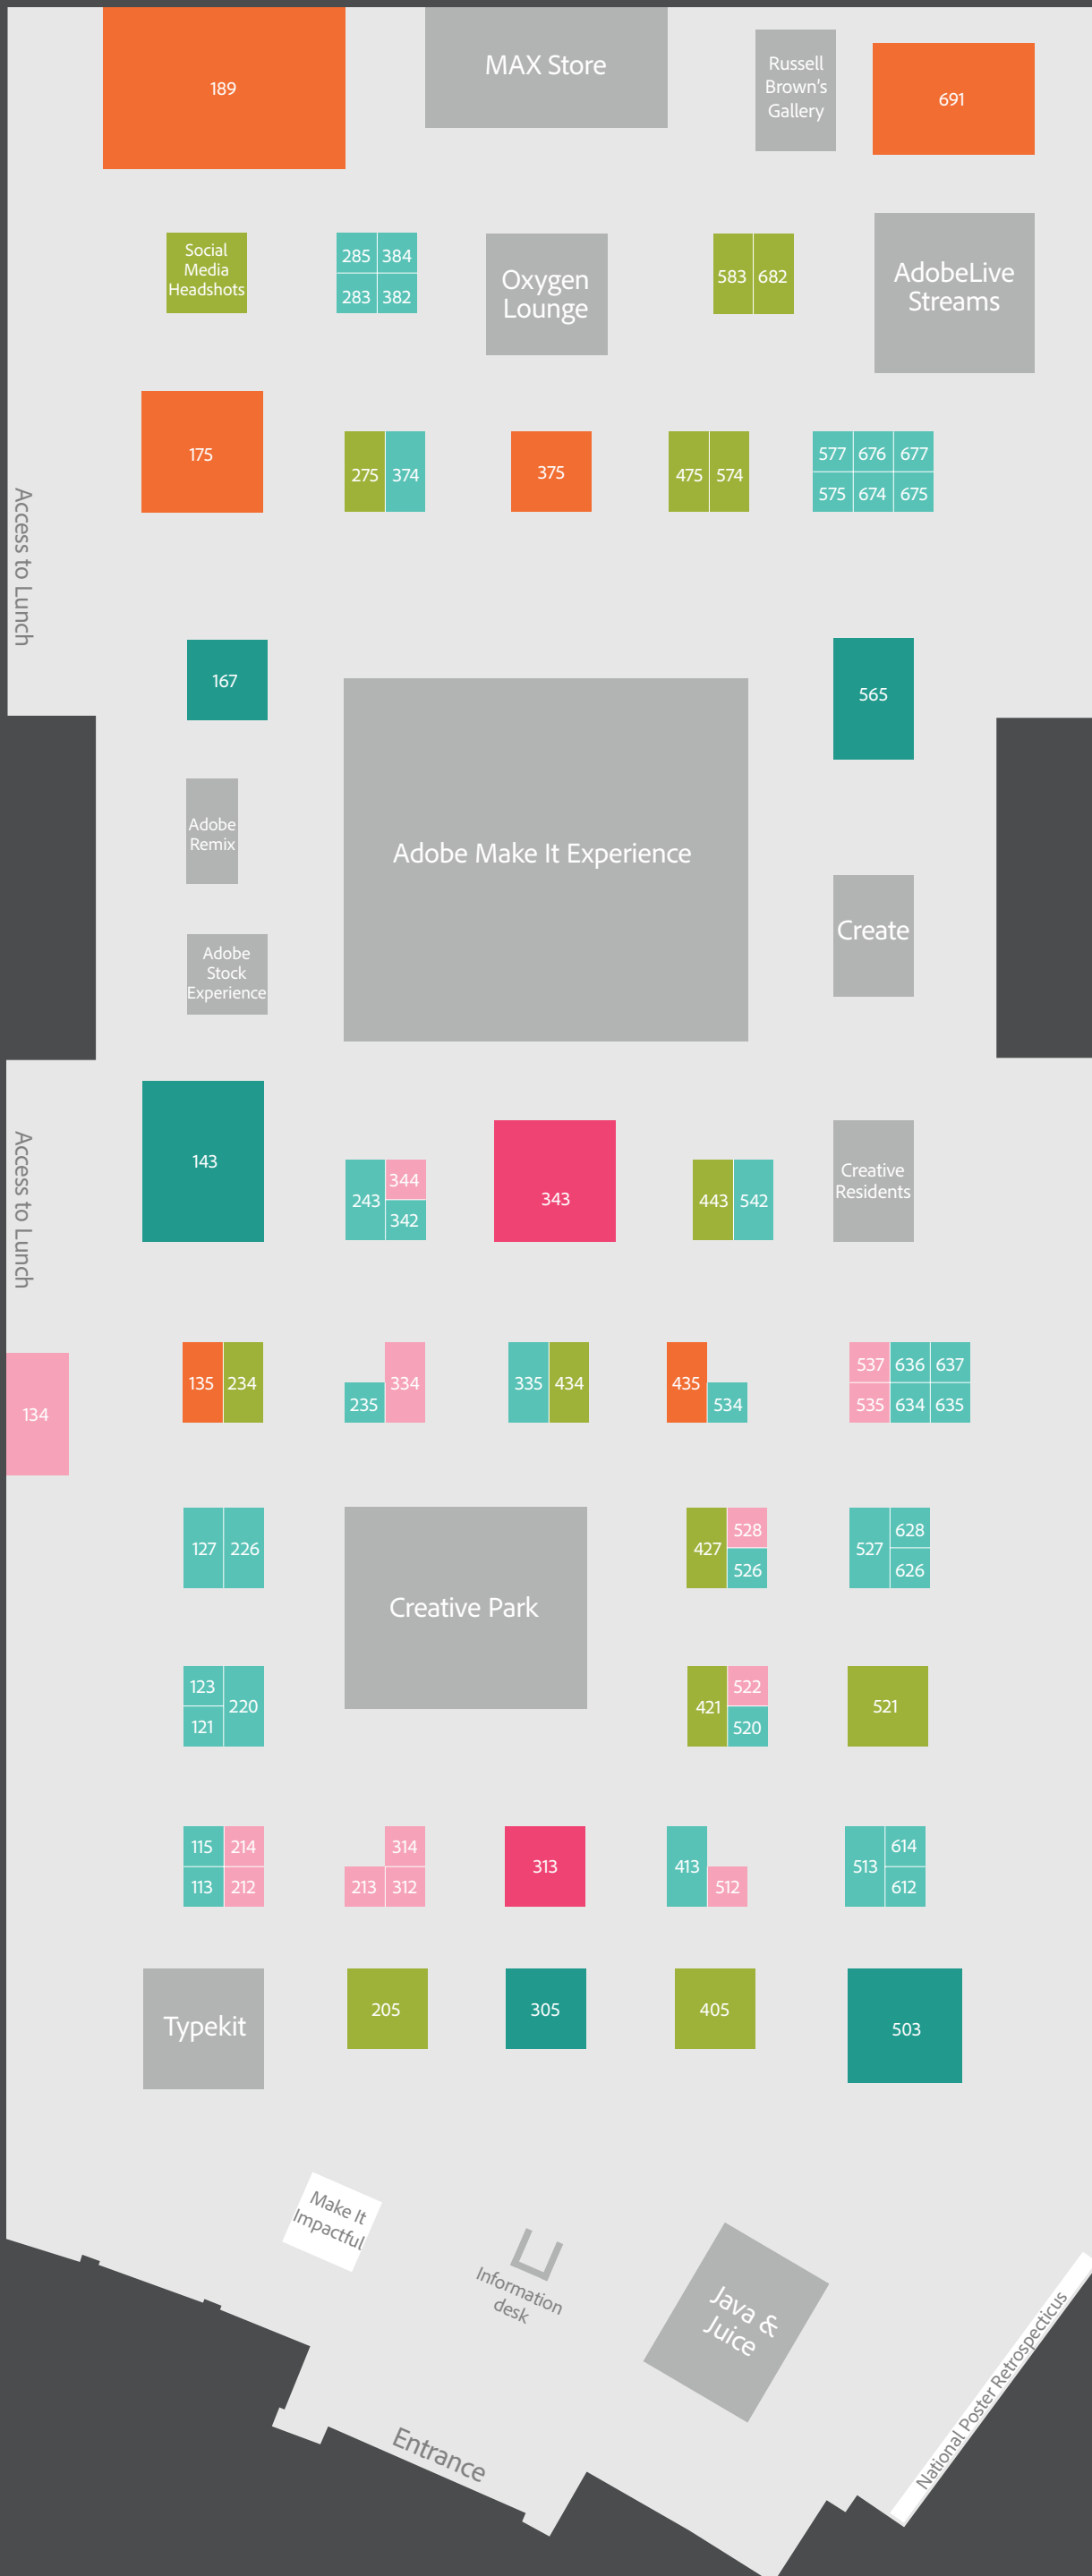 189
MAX Store
Russell
Brown's
Gallery
691
Social
Media
Headshots
285 384
283 382
Oxygen
Lounge
583 682
AdobeLive
Streams
175
275 374
375
475 574
577 676 677
575 674 675
Access to Lunch
167
565
Adobe
Remix
Adobe Make It Experience
Create
Adobe
Stock
Experience
143
243
344
342
343
443 542
Creative
Residents
Access to Lunch
134
135 234
334
235
335 434
435
534
537 636 637
535 634 635
127 226
Creative Park
427
528
526
527
628
626
123
121
220
421
522
520
521
115 214
113 212
314
213 312
313
413
512
513
614
612
Typekit
205
305
405
503
Make It
Impactful
Information
desk
Java &
Juice
National Poster Retrospecticus
Entrance